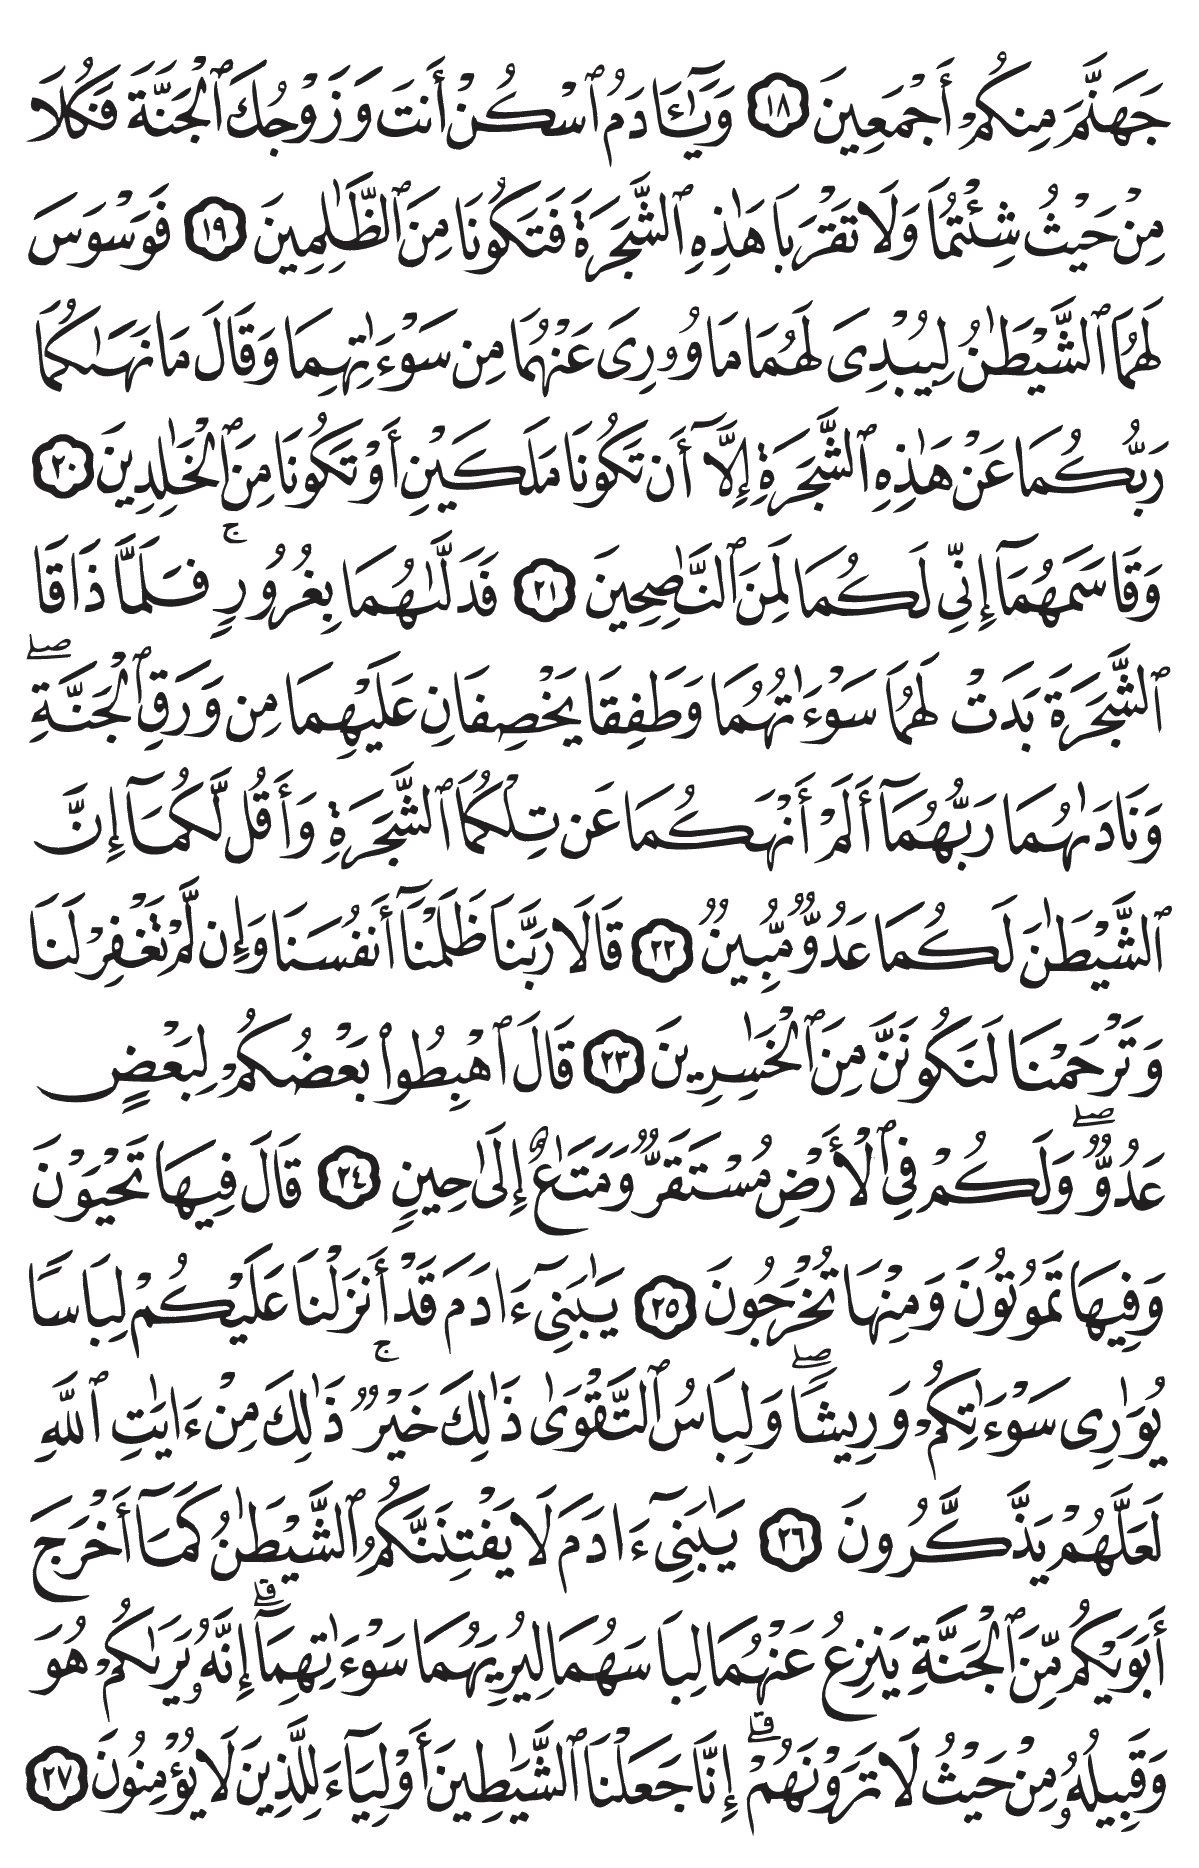 جَهَنَّمَ مِنكُمْ أَجْمَعِينَ ١٨ وَيَٰٓـَٔادَمُ ٱسْكُنْ أَنتَ وَزَوْجُكَ ٱلْجَنَّةَ فَكُلَا
مِنْ حَيْثُ شِئْتُمَا وَلَا تَقْرَبَا هَٰذِهِ ٱلشَّجَرَةَ فَتَكُونَا مِنَ ٱلظَّٰلِمِينَ ١٩ فَوَسْوَسَ
لَهُمَا ٱلشَّيْطَٰنُ لِيُبْدِىَ لَهُمَا مَا وُۥرِىَ عَنْهُمَا مِن سَوْءَٰتِهِمَا وَقَالَ مَا نَهَىٰكُمَا
رَبُّكُمَا عَنْ هَٰذِهِ ٱلشَّجَرَةِ إِلَّآ أَن تَكُونَا مَلَكَيْنِ أَوْ تَكُونَا مِنَ ٱلْخَٰلِدِينَ ٢٠
وَقَاسَمَهُمَآ إِنِّى لَكُمَا لَمِنَ ٱلنَّٰصِحِينَ ٢١ فَدَلَّىٰهُمَا بِغُرُورٍ ۚ فَلَمَّا ذَاقَا
ٱلشَّجَرَةَ بَدَتْ لَهُمَا سَوْءَٰتُهُمَا وَطَفِقَا يَخْصِفَانِ عَلَيْهِمَا مِن وَرَقِ ٱلْجَنَّةِ ۖ
وَنَادَىٰهُمَا رَبُّهُمَآ أَلَمْ أَنْهَكُمَا عَن تِلْكُمَا ٱلشَّجَرَةِ وَأَقُل لَّكُمَآ إِنَّ
ٱلشَّيْطَٰنَ لَكُمَا عَدُوٌّ مُّبِينٌ ٢٢ قَالَا رَبَّنَا ظَلَمْنَآ أَنفُسَنَا وَإِن لَّمْ تَغْفِرْ لَنَا
وَتَرْحَمْنَا لَنَكُونَنَّ مِنَ ٱلْخَٰسِرِينَ ٢٣ قَالَ ٱهْبِطُوا۟ بَعْضُكُمْ لِبَعْضٍ
عَدُوٌّ ۖ وَلَكُمْ فِى ٱلْأَرْضِ مُسْتَقَرٌّ وَمَتَٰعٌ إِلَىٰ حِينٍ ٢٤ قَالَ فِيهَا تَحْيَوْنَ
وَفِيهَا تَمُوتُونَ وَمِنْهَا تُخْرَجُونَ ٢٥ يَٰبَنِىٓ ءَادَمَ قَدْ أَنزَلْنَا عَلَيْكُمْ لِبَاسًا
يُوَٰرِى سَوْءَٰتِكُمْ وَرِيشًا ۖ وَلِبَاسُ ٱلتَّقْوَىٰ ذَٰلِكَ خَيْرٌ ۚ ذَٰلِكَ مِنْ ءَايَٰتِ ٱللَّهِ
لَعَلَّهُمْ يَذَّكَّرُونَ ٢٦ يَٰبَنِىٓ ءَادَمَ لَا يَفْتِنَنَّكُمُ ٱلشَّيْطَٰنُ كَمَآ أَخْرَجَ
أَبَوَيْكُم مِّنَ ٱلْجَنَّةِ يَنزِعُ عَنْهُمَا لِبَاسَهُمَا لِيُرِيَهُمَا سَوْءَٰتِهِمَآ ۗ إِنَّهُۥ يَرَىٰكُمْ هُوَ
وَقَبِيلُهُۥ مِنْ حَيْثُ لَا تَرَوْنَهُمْ ۗ إِنَّا جَعَلْنَا ٱلشَّيَٰطِينَ أَوْلِيَآءَ لِلَّذِينَ لَا يُؤْمِنُونَ ٢٧